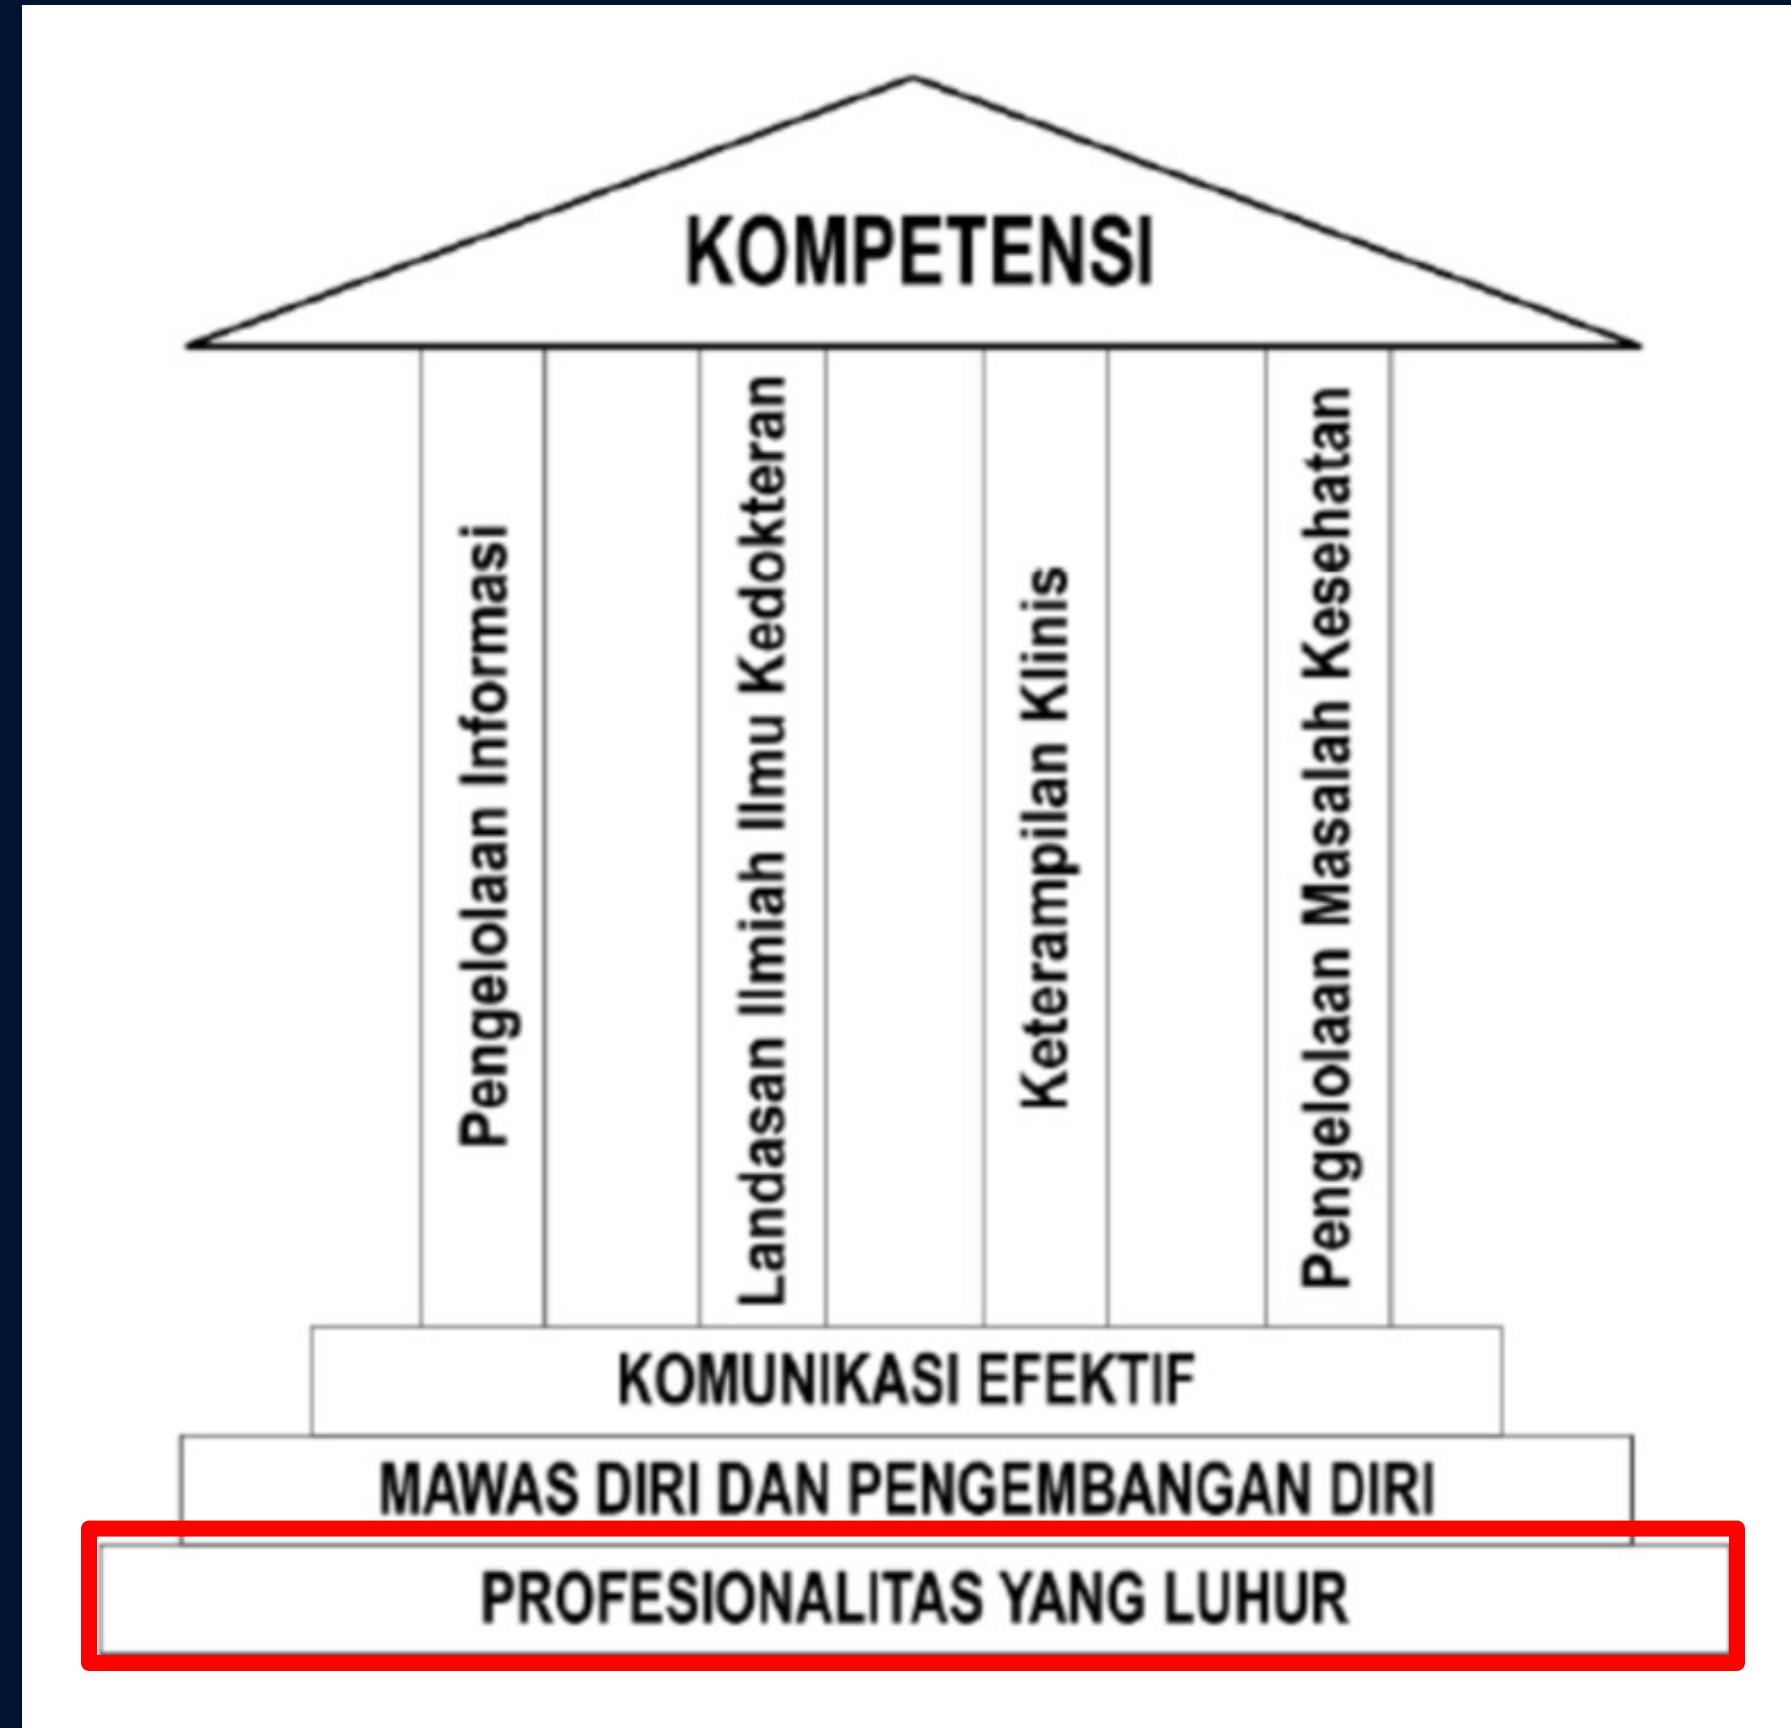 KOMPETENSI
Pengelolaan Informasi
Landasan Ilmiah Ilmu Kedokteran
Keterampilan Klinis
Pengelolaan Masalah Kesehatan
KOMUNIKASI EFEKTIF
MAWAS DIRI DAN PENGEMBANGAN DIRI
PROFESIONALITAS YANG LUHUR